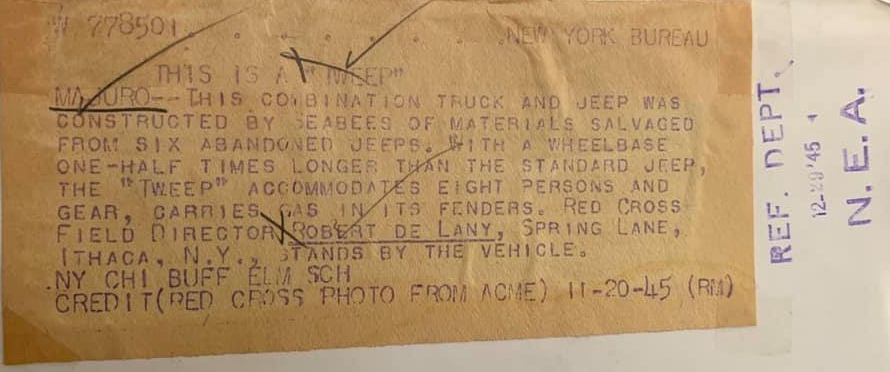 W 778501. . . . . . . . .NEW YORK BUREAU
THIS IS A "TWEEP"
MAJURO--THIS COMBINATION TRUCK AND JEEP WAS
CONSTRUCTED BY SEABEES OF MATERIALS SALVAGED
FROM SIX ABANDONED JEEPS. WITH A WHEELBASE
ONE-HALF TIMES LONGER THAN THE STANDARD JEEP,
THE "TWEEP" ACCOMMODATES EIGHT PERSONS AND
GEAR, CARRIES GAS IN ITS FENDERS. RED CROSS
FIELD DIRECTOR ROBERT DE LANY, SPRING LANE,
ITHACA, N.Y., STANDS BY THE VEHICLE.
NY CHI BUFF ELM SCH
CREDIT(RED CROSS PHOTO FROM ACME) 11-20-45 (RM)
REF. DEPT.
12-29'45
N.E.A.